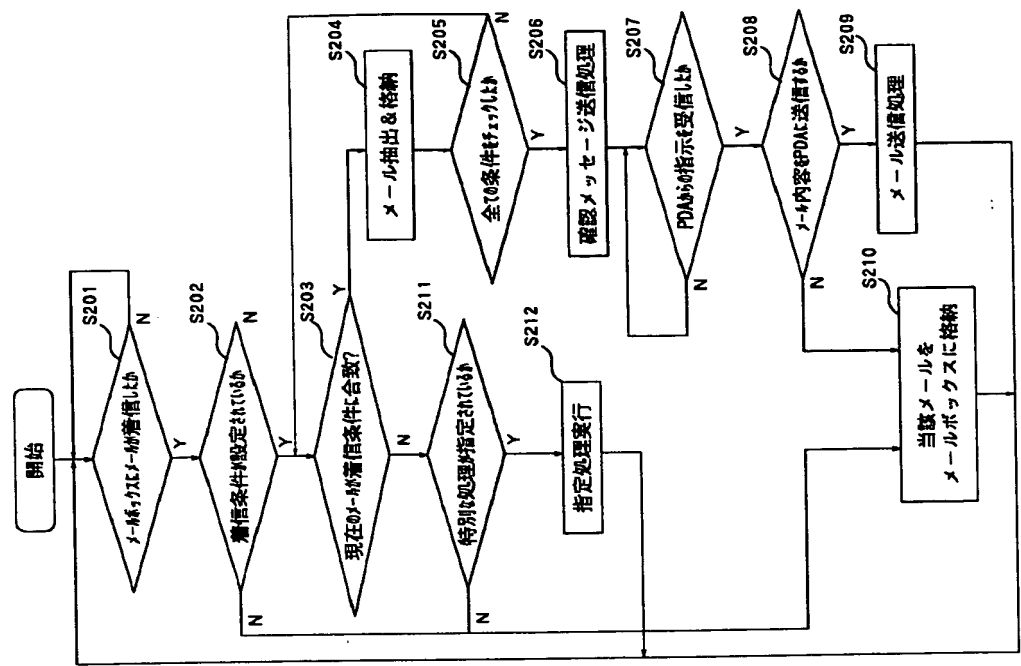 開始
S201
メールボックスにメールが着信したか
N
Y
S202
着信条件が設定されているか
N
Y
N
S203
現在のメールが着信条件に合致?
Y
N
S204
メール抽出&格納
S205
全ての条件をチェックしたか
N
Y
S206
確認メッセージ送信処理
S207
PDAからの指示を受信したか
N
Y
S208
メール内容をPDAに送信するか
N
Y
S209
メール送信処理
S210
当該メールを
メールボックスに格納
S211
特別な処理が指定されているか
N
Y
S212
指定処理実行